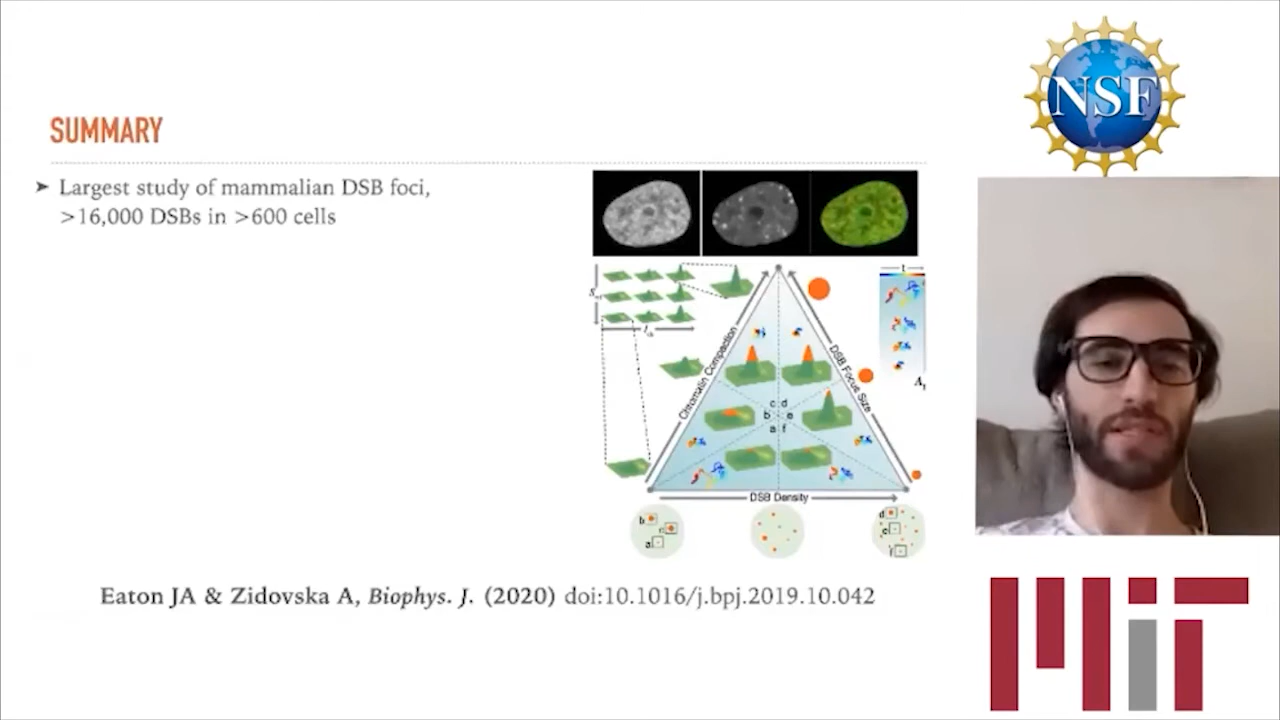 SUMMARY
➤ Largest study of mammalian DSB foci,
>16,000 DSBs in >600 cells
NSF
t
Chromatin Compaction
DSB Focus Size
c d
b e
a f
DSB Density
b
a
d
e
f
Eaton JA & Zidovska A, Biophys. J. (2020) doi:10.1016/j.bpj.2019.10.042
MIT